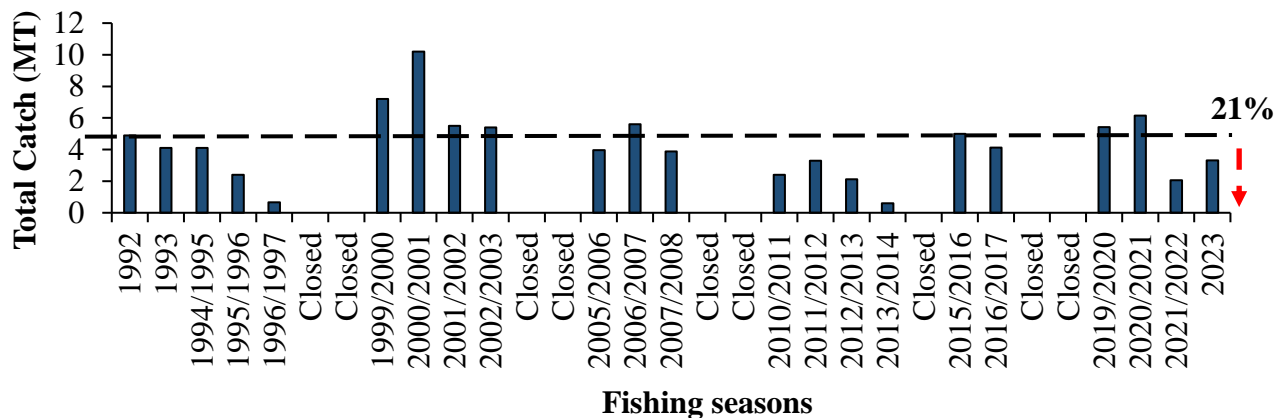 Total Catch (MT)
12
10
8
6
4
2
0
21%
1992
1993
1994/1995
1995/1996
1996/1997
Closed
Closed
1999/2000
2000/2001
2001/2002
2002/2003
Closed
Closed
2005/2006
2006/2007
2007/2008
Closed
Closed
2010/2011
2011/2012
2012/2013
2013/2014
Closed
2015/2016
2016/2017
Closed
Closed
2019/2020
2020/2021
2021/2022
2023
Fishing seasons